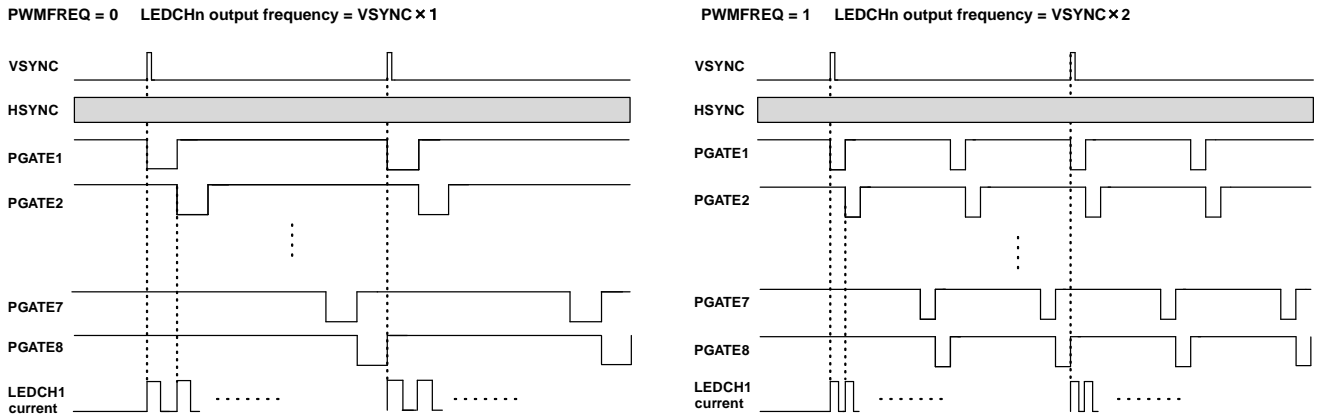 PWMFREQ = 0 LEDCHn output frequency = VSYNC×1
VSYNC
HSYNC
PGATE1
PGATE2
PGATE7
PGATE8
LEDCH1
current
PWMFREQ = 1 LEDCHn output frequency = VSYNC×2
VSYNC
HSYNC
PGATE1
PGATE2
PGATE7
PGATE8
LEDCH1
current